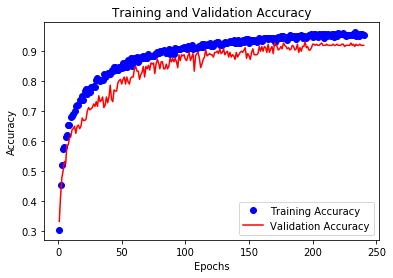 Training and Validation Accuracy
Accuracy
0.9
0.8
0.7
0.6
0.5
0.4
0.3
Training Accuracy
Validation Accuracy
0 50 100 150 200 250
Epochs